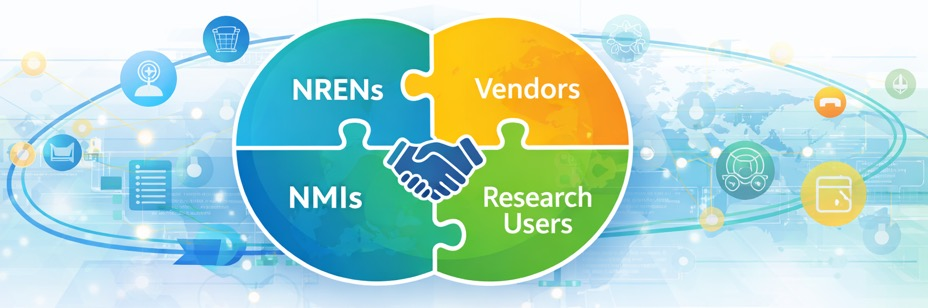 NRENs
Vendors
NMIs
Research
Users